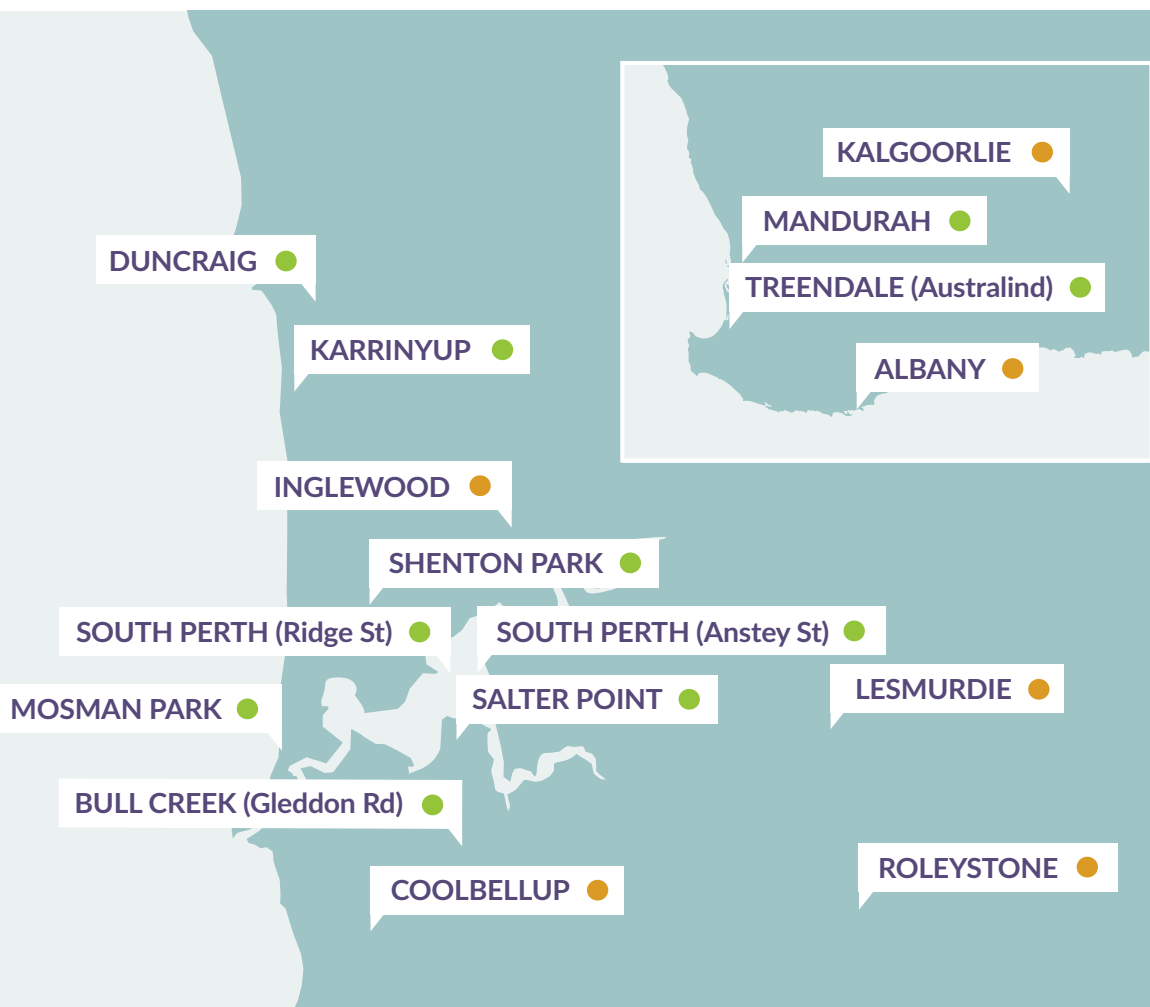 KALGOORLIE
MANDURAH
DUNCRAIG
TREENDALE (Australind)
KARRINYUP
ALBANY
INGLEWOOD
SHENTON PARK
SOUTH PERTH (Ridge St)
SOUTH PERTH (Anstey St)
LESMURDIE
MOSMAN PARK
SALTER POINT
BULL CREEK (Gleddon Rd)
ROLEYSTONE
COOLBELLUP